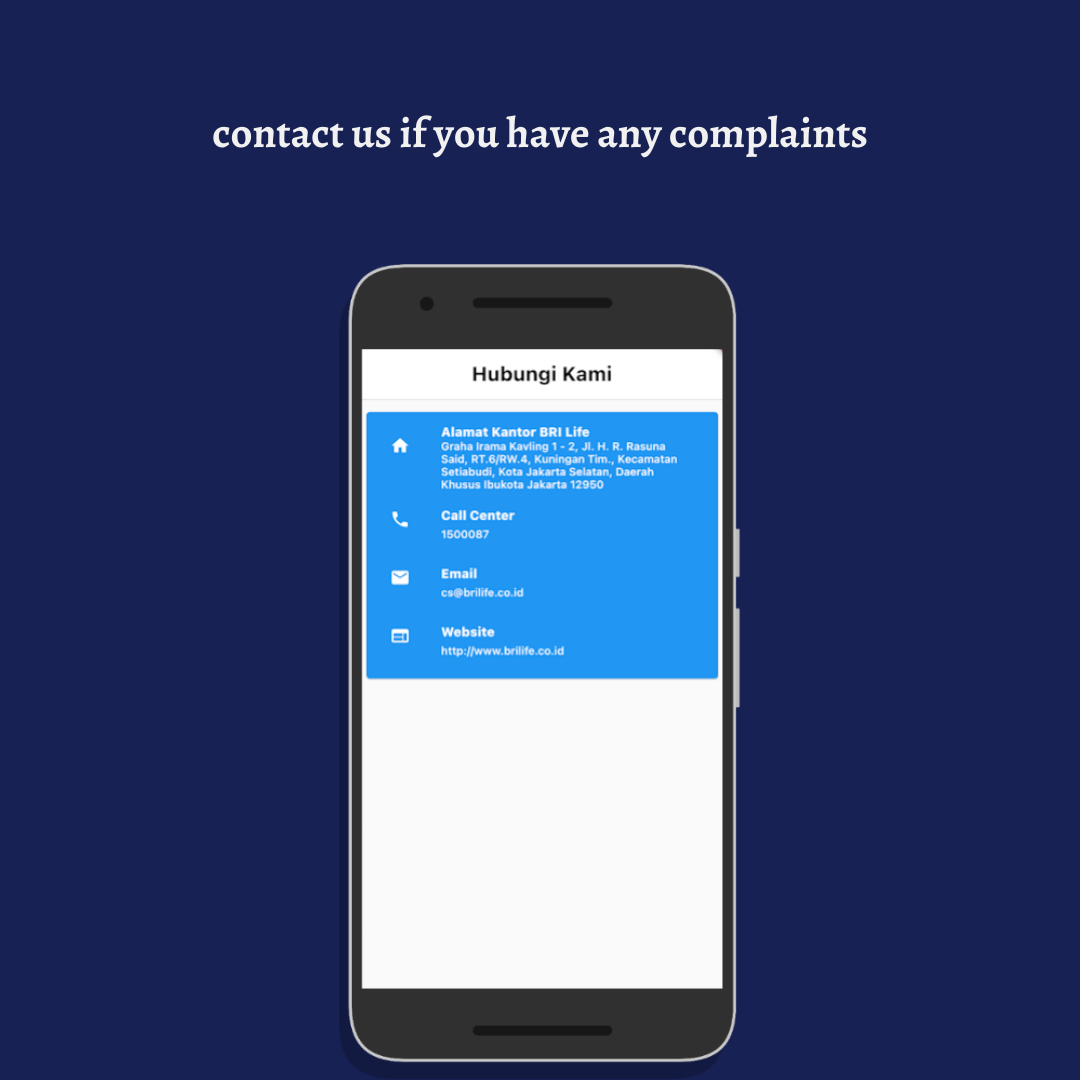 contact us if you have any complaints
Hubungi Kami
Alamat Kantor BRI Life
Graha Irama Kavling 1 - 2, Jl. H. R. Rasuna
Said, RT.6/RW.4, Kuningan Tim., Kecamatan
Setiabudi, Kota Jakarta Selatan, Daerah
Khusus Ibukota Jakarta 12950
Call Center
1500087
Email
cs@brilife.co.id
Website
http://www.brilife.co.id